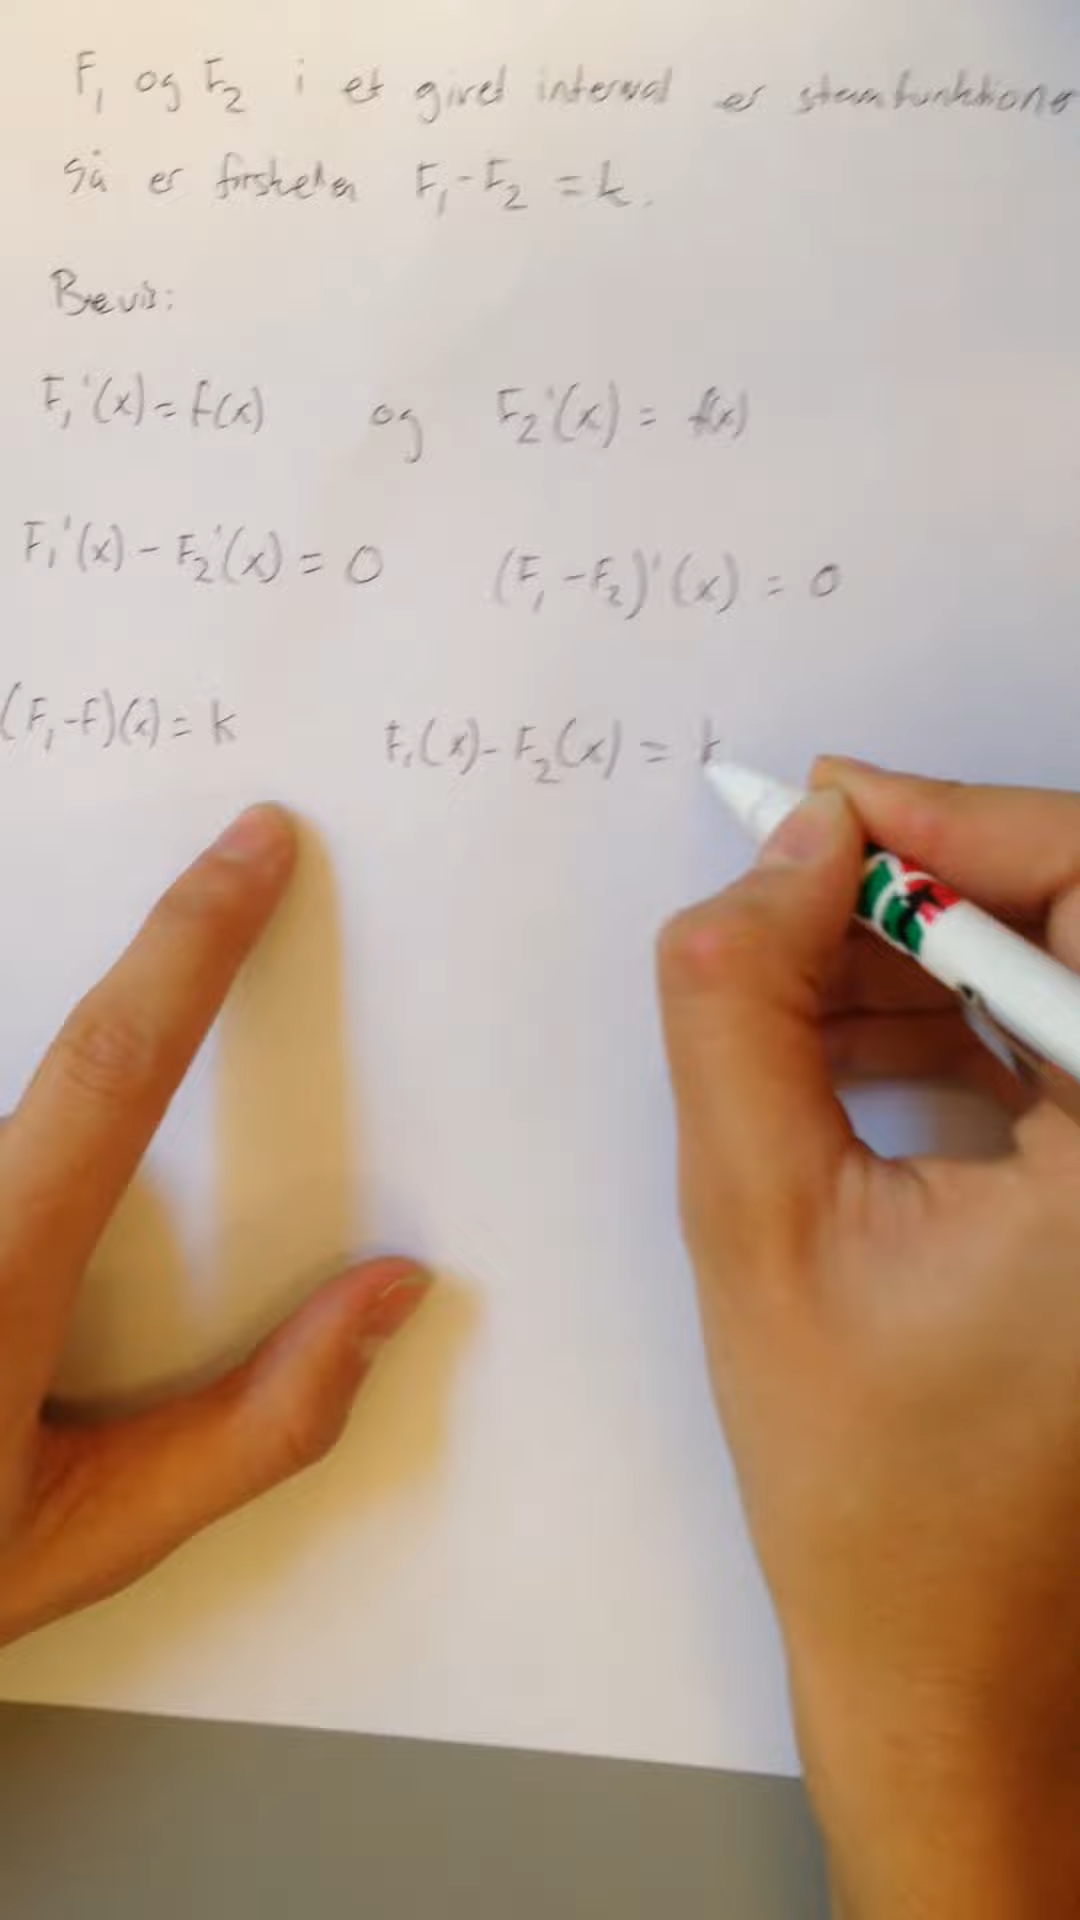 F₁ og F₂ i et givet interval er stamfunktione
så er forskellen F₁-F₂ = k.
Bevis:
F₁'(x) = f(x) og F₂'(x) = f(x)
F₁'(x) - F₂'(x) = 0 (F₁ - F₂)'(x) = 0
(F₁-F)(x) = k F₁(x) - F₂(x) = k